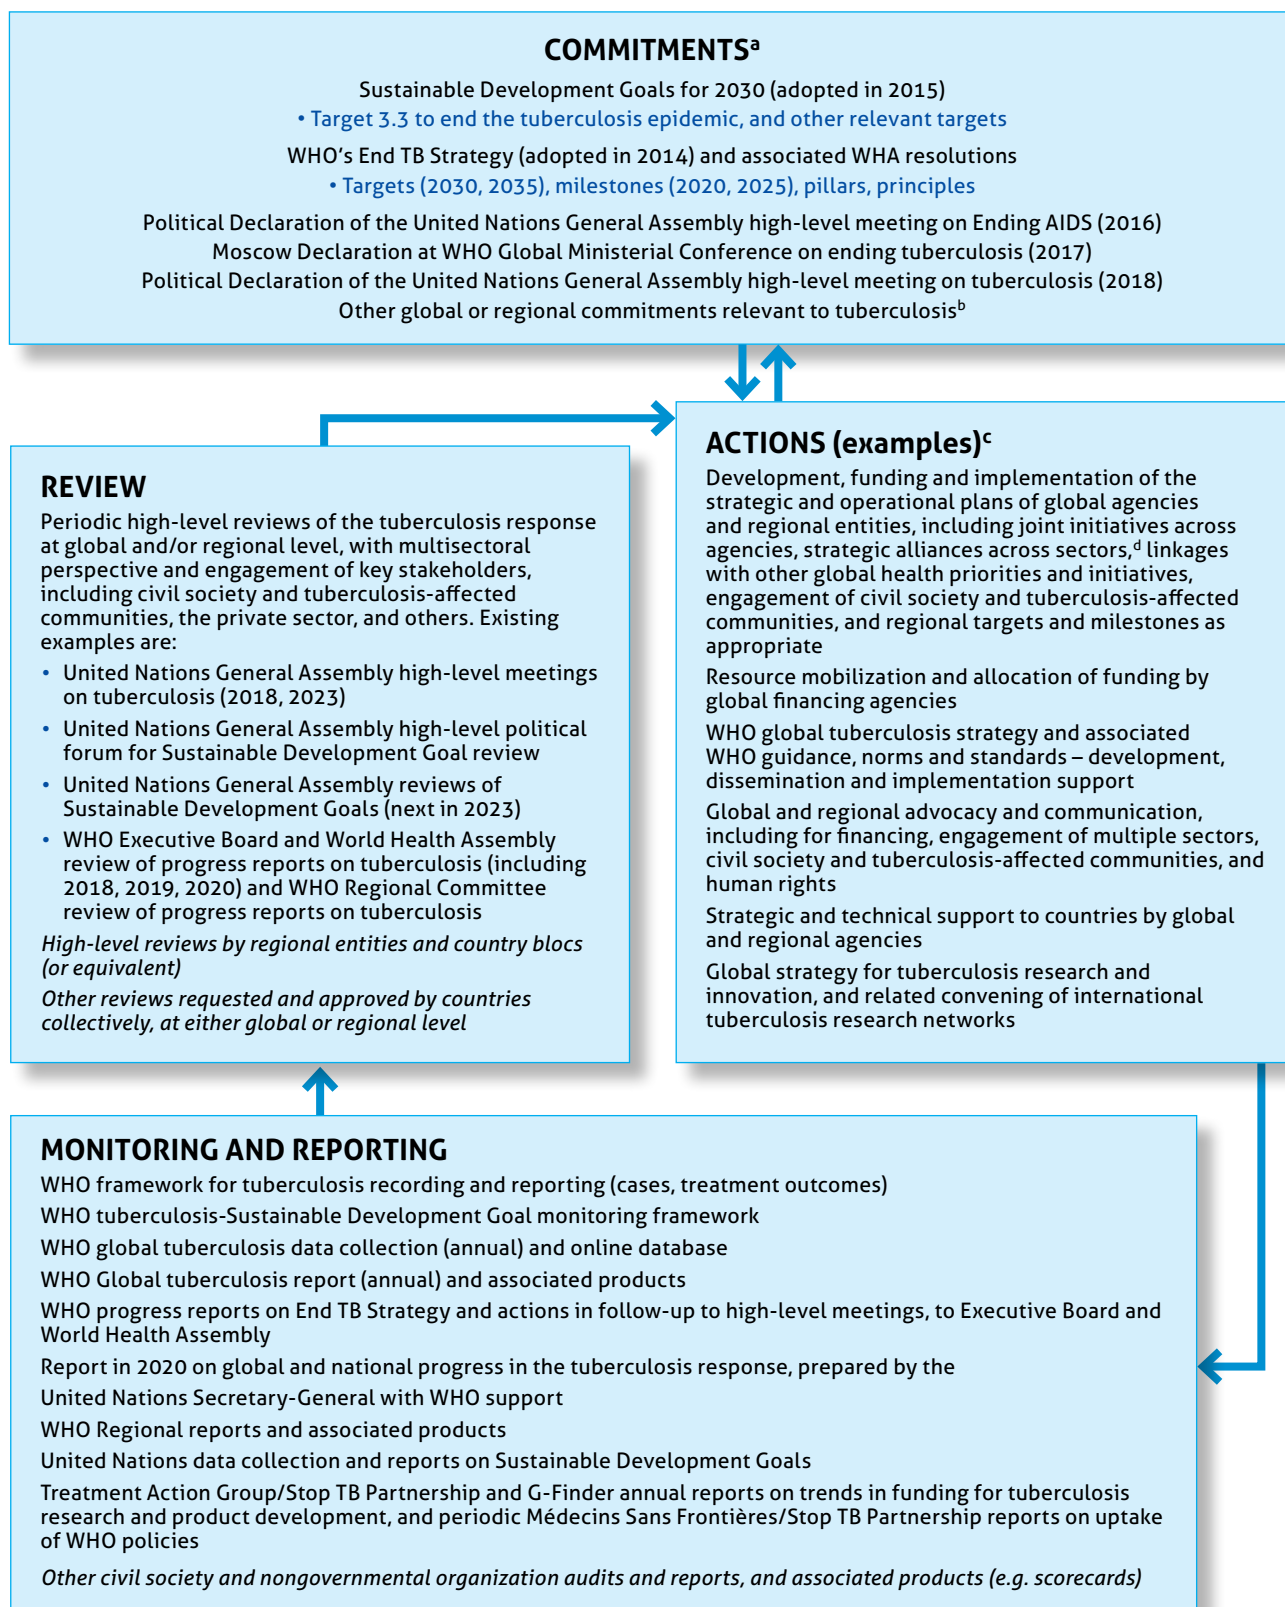 COMMITMENTSᵃ
Sustainable Development Goals for 2030 (adopted in 2015)
• Target 3.3 to end the tuberculosis epidemic, and other relevant targets
WHO’s End TB Strategy (adopted in 2014) and associated WHA resolutions
• Targets (2030, 2035), milestones (2020, 2025), pillars, principles
Political Declaration of the United Nations General Assembly high-level meeting on Ending AIDS (2016)
Moscow Declaration at WHO Global Ministerial Conference on ending tuberculosis (2017)
Political Declaration of the United Nations General Assembly high-level meeting on tuberculosis (2018)
Other global or regional commitments relevant to tuberculosisᵇ
REVIEW
Periodic high-level reviews of the tuberculosis response
at global and/or regional level, with multisectoral
perspective and engagement of key stakeholders,
including civil society and tuberculosis-affected
communities, the private sector, and others. Existing
examples are:
• United Nations General Assembly high-level meetings
on tuberculosis (2018, 2023)
• United Nations General Assembly high-level political
forum for Sustainable Development Goal review
• United Nations General Assembly reviews of
Sustainable Development Goals (next in 2023)
• WHO Executive Board and World Health Assembly
review of progress reports on tuberculosis (including
2018, 2019, 2020) and WHO Regional Committee
review of progress reports on tuberculosis
High-level reviews by regional entities and country blocs
(or equivalent)
Other reviews requested and approved by countries
collectively, at either global or regional level
ACTIONS (examples)ᶜ
Development, funding and implementation of the
strategic and operational plans of global agencies
and regional entities, including joint initiatives across
agencies, strategic alliances across sectors,ᵈ linkages
with other global health priorities and initiatives,
engagement of civil society and tuberculosis-affected
communities, and regional targets and milestones as
appropriate
Resource mobilization and allocation of funding by
global financing agencies
WHO global tuberculosis strategy and associated
WHO guidance, norms and standards – development,
dissemination and implementation support
Global and regional advocacy and communication,
including for financing, engagement of multiple sectors,
civil society and tuberculosis-affected communities, and
human rights
Strategic and technical support to countries by global
and regional agencies
Global strategy for tuberculosis research and
innovation, and related convening of international
tuberculosis research networks
MONITORING AND REPORTING
WHO framework for tuberculosis recording and reporting (cases, treatment outcomes)
WHO tuberculosis-Sustainable Development Goal monitoring framework
WHO global tuberculosis data collection (annual) and online database
WHO Global tuberculosis report (annual) and associated products
WHO progress reports on End TB Strategy and actions in follow-up to high-level meetings, to Executive Board and
World Health Assembly
Report in 2020 on global and national progress in the tuberculosis response, prepared by the
United Nations Secretary-General with WHO support
WHO Regional reports and associated products
United Nations data collection and reports on Sustainable Development Goals
Treatment Action Group/Stop TB Partnership and G-Finder annual reports on trends in funding for tuberculosis
research and product development, and periodic Médecins Sans Frontières/Stop TB Partnership reports on uptake
of WHO policies
Other civil society and nongovernmental organization audits and reports, and associated products (e.g. scorecards)